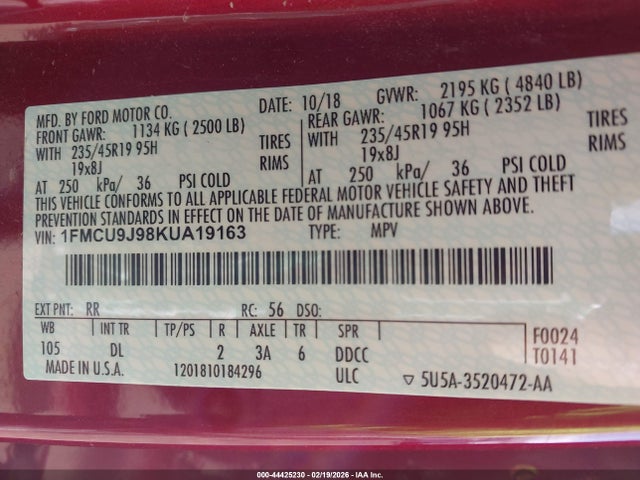 MFD. BY FORD MOTOR CO. DATE: 10/18 GVWR: 2195 KG ( 4840 LB)
FRONT GAWR: 1134 KG ( 2500 LB) REAR GAWR: 1067 KG ( 2352 LB)
WITH 235/45R19 95H TIRES WITH 235/45R19 95H TIRES
19x8J RIMS 19x8J RIMS
AT 250 kPa/ 36 PSI COLD AT 250 kPa/ 36 PSI COLD
THIS VEHICLE CONFORMS TO ALL APPLICABLE FEDERAL MOTOR VEHICLE SAFETY AND THEFT
PREVENTION STANDARDS IN EFFECT ON THE DATE OF MANUFACTURE SHOWN ABOVE.
VIN: 1FMCU9J98KUA19163 TYPE: MPV
EXT PNT: RR RC: 56 DSO:
WB INT TR TP/PS R AXLE TR SPR F0024
105 DL 2 3A 6 DDCC T0141
MADE IN U.S.A. 1201810184296 ULC ▽ 5U5A-3520472-AA
000-44425230 - 02/19/2026 - IAA Inc.